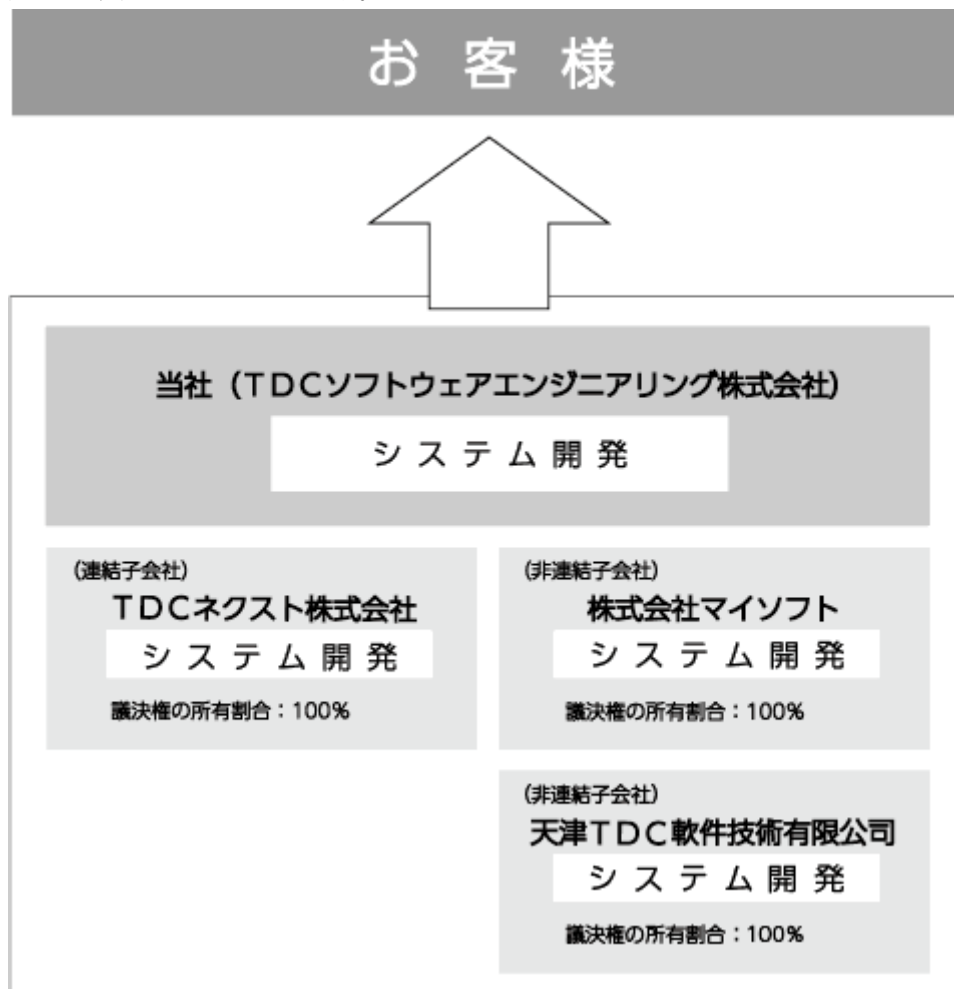 お客様
当社（ＴＤＣソフトウェアエンジニアリング株式会社）
システム開発
（連結子会社）
ＴＤＣネクスト株式会社
システム開発
議決権の所有割合：100％
（非連結子会社）
株式会社マイソフト
システム開発
議決権の所有割合：100％
（非連結子会社）
天津ＴＤＣ軟件技術有限公司
システム開発
議決権の所有割合：100％